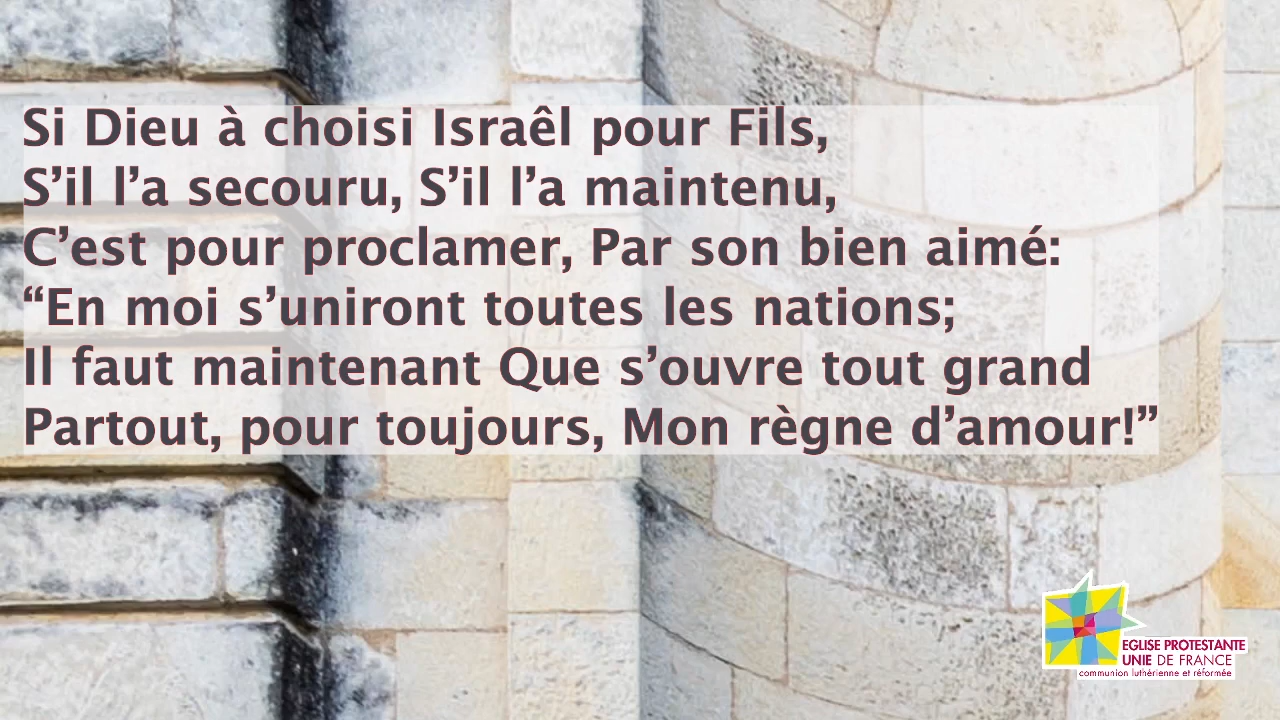 Si Dieu à choisi Israêl pour Fils,
S’il l’a secouru, S’il l’a maintenu,
C’est pour proclamer, Par son bien aimé:
“En moi s’uniront toutes les nations;
Il faut maintenant Que s’ouvre tout grand
Partout, pour toujours, Mon règne d’amour!”
EGLISE PROTESTANTE
UNIE DE FRANCE
communion luthérienne et réformée